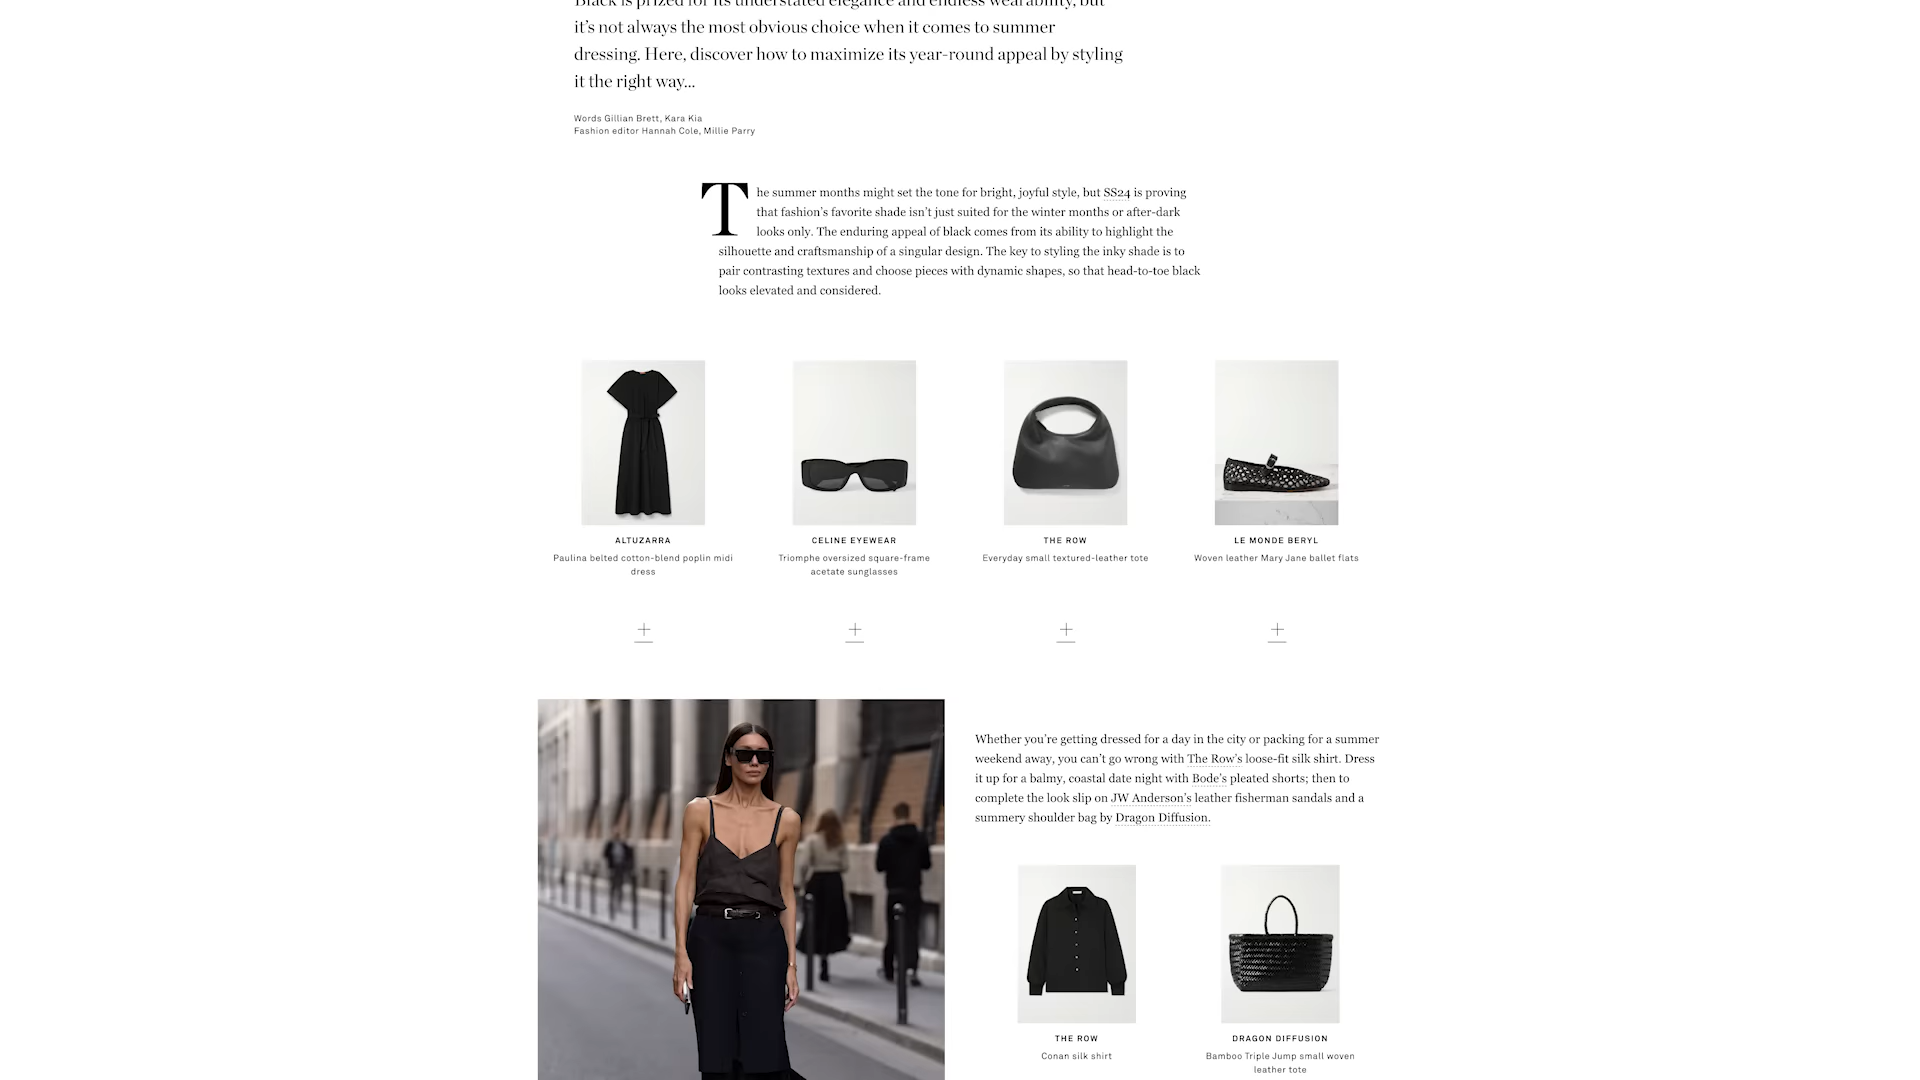 Black is prized for its understated elegance and endless wearability, but
it’s not always the most obvious choice when it comes to summer
dressing. Here, discover how to maximize its year-round appeal by styling
it the right way...
Words Gillian Brett, Kara Kia
Fashion editor Hannah Cole, Millie Parry
The summer months might set the tone for bright, joyful style, but SS24 is proving
that fashion’s favorite shade isn’t just suited for the winter months or after-dark
looks only. The enduring appeal of black comes from its ability to highlight the
silhouette and craftsmanship of a singular design. The key to styling the inky shade is to
pair contrasting textures and choose pieces with dynamic shapes, so that head-to-toe black
looks elevated and considered.
ALTUZARRA
Paulina belted cotton-blend poplin midi
dress
CELINE EYEWEAR
Triomphe oversized square-frame
acetate sunglasses
THE ROW
Everyday small textured-leather tote
LE MONDE BERYL
Woven leather Mary Jane ballet flats
Whether you’re getting dressed for a day in the city or packing for a summer
weekend away, you can’t go wrong with The Row’s loose-fit silk shirt. Dress
it up for a balmy, coastal date night with Bode’s pleated shorts; then to
complete the look slip on JW Anderson’s leather fisherman sandals and a
summery shoulder bag by Dragon Diffusion.
THE ROW
Conan silk shirt
DRAGON DIFFUSION
Bamboo Triple Jump small woven
leather tote